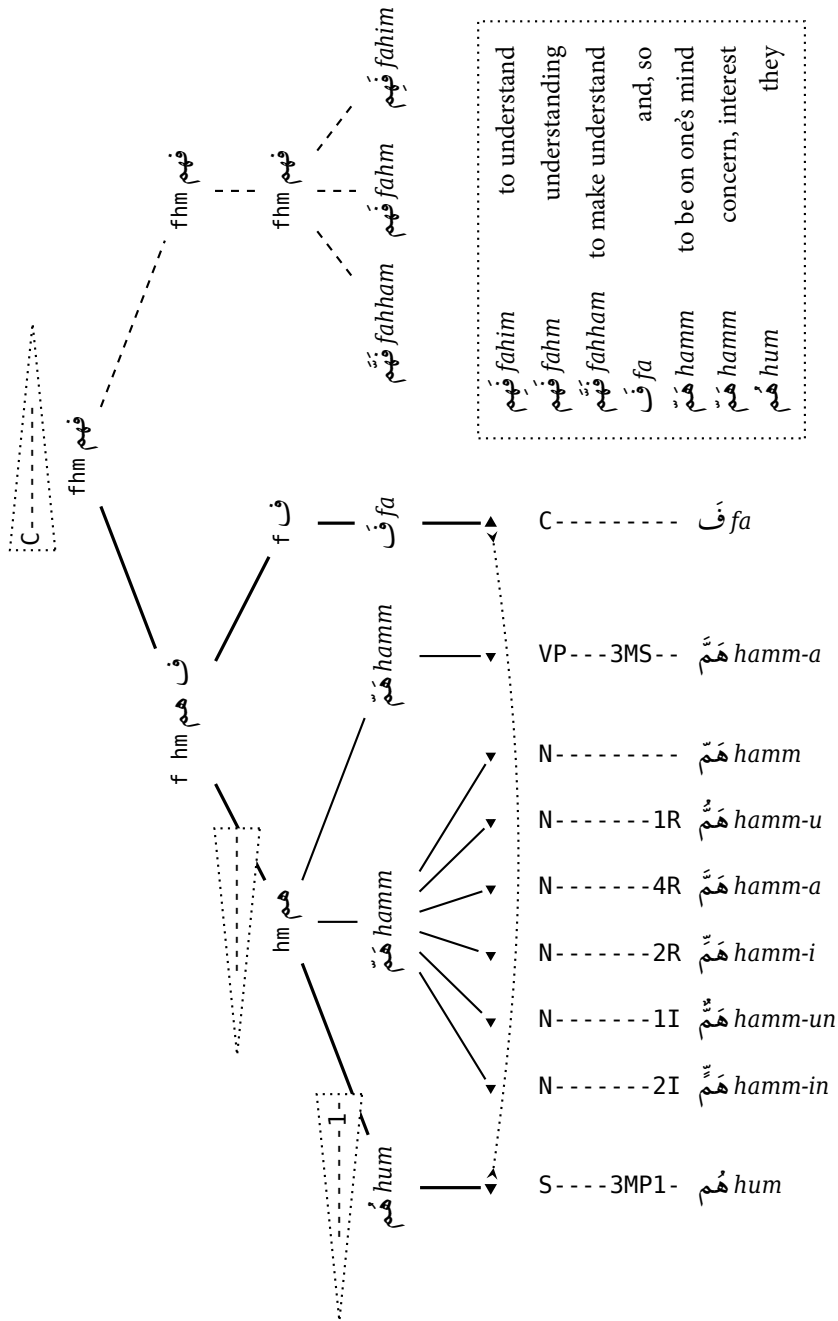 C---------
fhm فهم
f hm ف هم
fhm فهم
----------
hm هم
f ف
fhm فهم
--------1-
هُم hum
هَمّ hamm
هَمّ hamm
فَ fa
فَهَّم fahham
فَهم fahm
فَهِم fahim
S----3MP1- هُم hum
N-------2I هَمٍّ hamm-in
N-------1I هَمٌّ hamm-un
N-------2R هَمِّ hamm-i
N-------4R هَمَّ hamm-a
N-------1R هَمُّ hamm-u
N--------- هَمّ hamm
VP---3MS-- هَمَّ hamm-a
C--------- فَ fa
فَهِم fahim to understand
فَهم fahm understanding
فَهَّم fahham to make understand
فَ fa and, so
هَمّ hamm to be on one's mind
هَمّ hamm concern, interest
هُم hum they